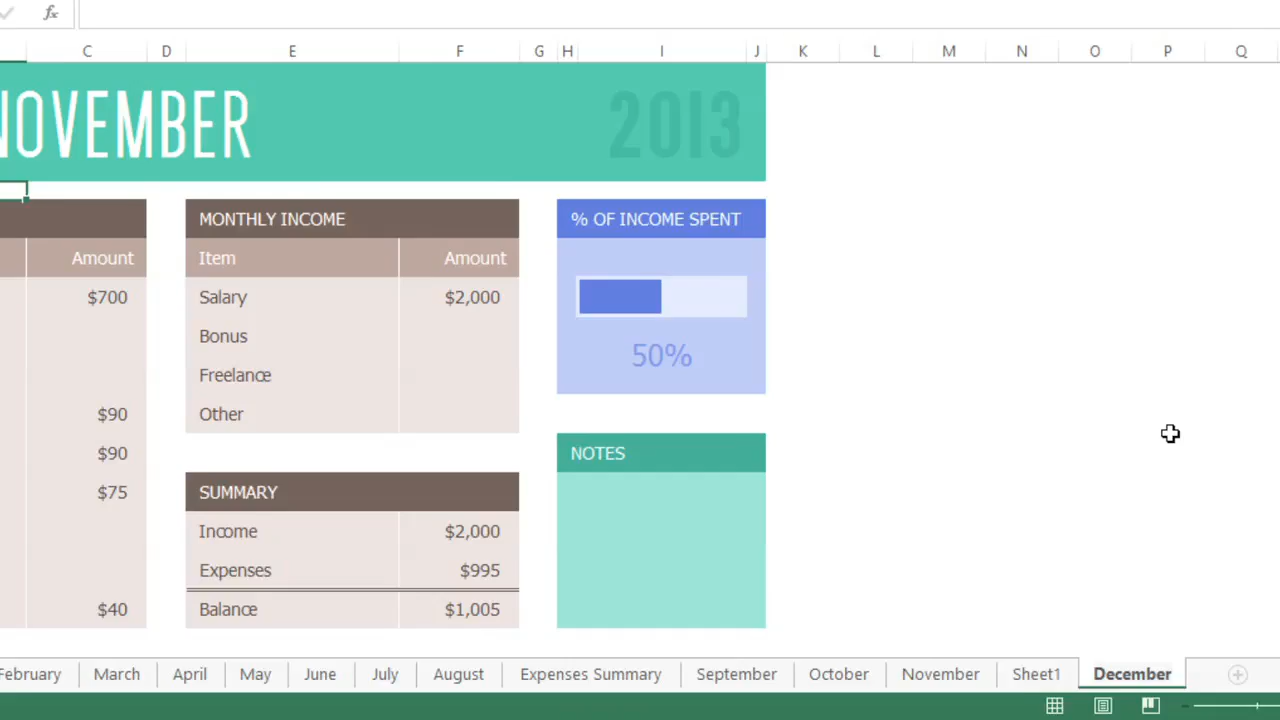 fx
C D E F G H I J K L M N O P Q
NOVEMBER 2013
MONTHLY INCOME % OF INCOME SPENT
Amount Item Amount
$700 Salary $2,000
Bonus
50%
Freelance
$90 Other
$90 NOTES
$75 SUMMARY
Income $2,000
Expenses $995
$40 Balance $1,005
February March April May June July August Expenses Summary September October November Sheet1 December